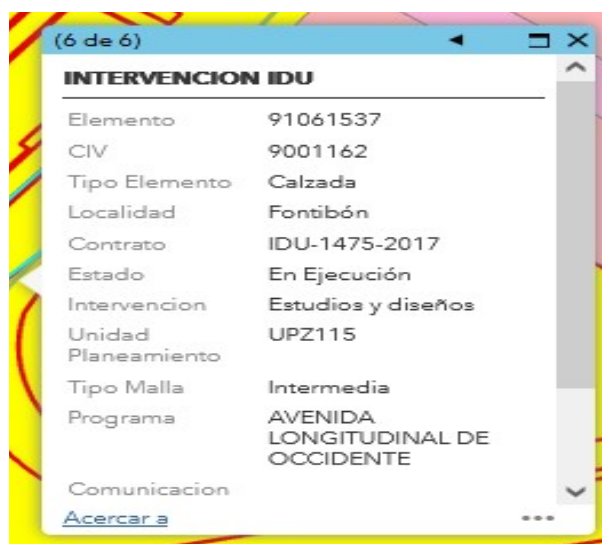 (6 de 6)
INTERVENCION IDU
Elemento 91061537
CIV 9001162
Tipo Elemento Calzada
Localidad Fontibón
Contrato IDU-1475-2017
Estado En Ejecución
Intervencion Estudios y diseños
Unidad Planeamiento UPZ115
Tipo Malla Intermedia
Programa AVENIDA
LONGITUDINAL DE
OCCIDENTE
Comunicacion
Acercar a